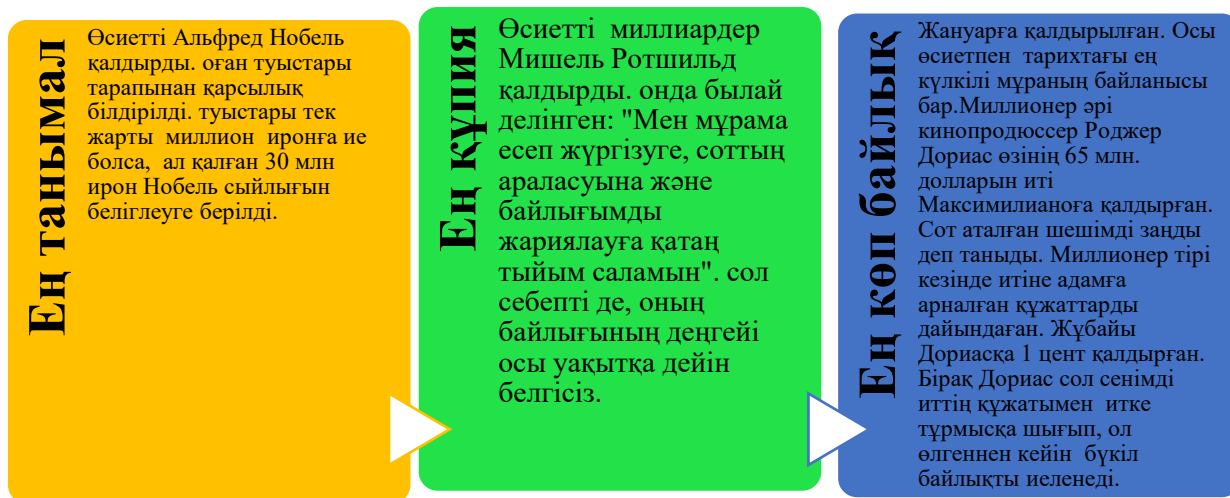 Ең танымал
Өсиетті Альфред Нобель
қалдырды. оған туыстары
тарапынан қарсылық
білдірілді. туыстары тек
жарты  миллион  иронға ие
болса,  ал қалған 30 млн
ирон Нобель сыйлығын
беліглеуге берілді.
Ең құпия
Өсиетті  миллиардер
Мишель Ротшильд
қалдырды. онда былай
делінген: "Мен мұрама
есеп жүргізуге, соттың
араласуына және
байлығымды
жариялауға қатаң
тыйым саламын". сол
себепті де, оның
байлығының деңгейі
осы уақытқа дейін
белгісіз.
Ең көп байлық
Жануарға қалдырылған. Осы
өсиетпен  тарихтағы ең
күлкілі мұраның байланысы
бар.Миллионер әрі
кинопродюссер Роджер
Дориас өзінің 65 млн.
долларын иті
Максимилианоға қалдырған.
Сот аталған шешімді заңды
деп таныды. Миллионер тірі
кезінде итіне адамға
арналған құжаттарды
дайындаған. Жұбайы
Дориасқа 1 цент қалдырған.
Бірақ Дориас сол сенімді
иттің құжатымен  итке
тұрмысқа шығып, ол
өлгеннен кейін  бүкіл
байлықты иеленеді.